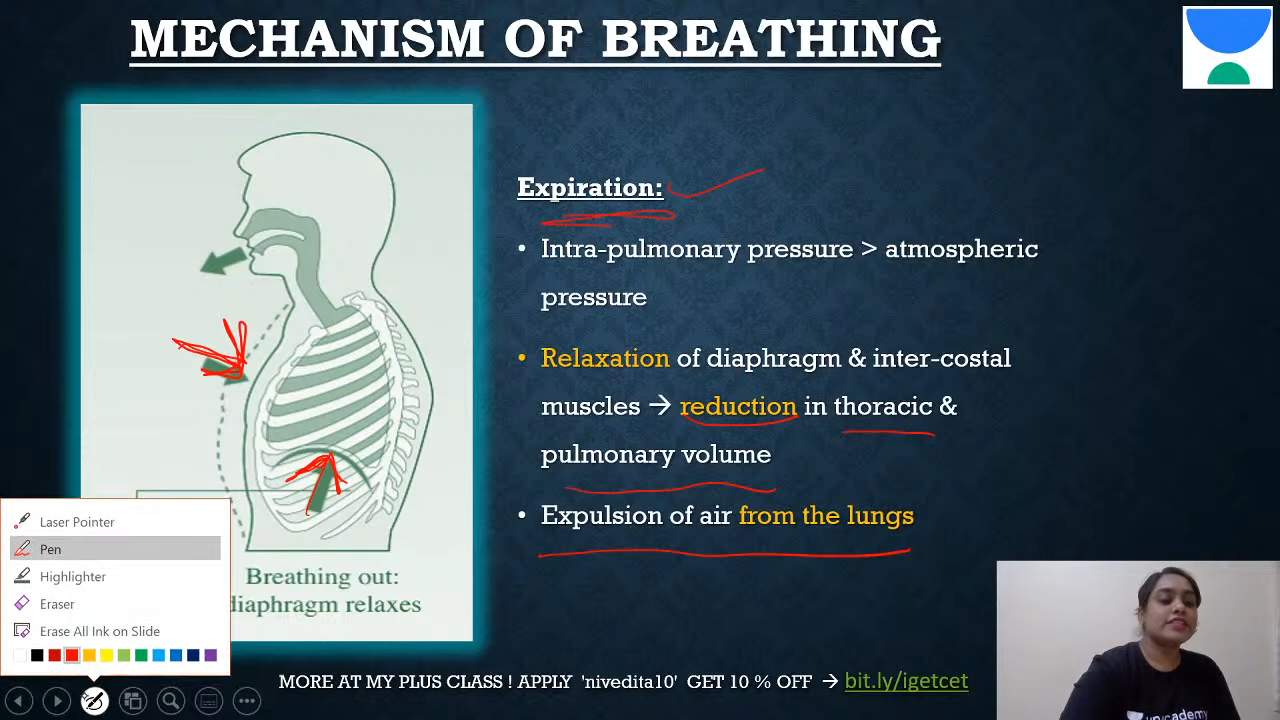 MECHANISM OF BREATHING
Expiration:
• Intra-pulmonary pressure > atmospheric
pressure
• Relaxation of diaphragm & inter-costal
muscles → reduction in thoracic &
pulmonary volume
• Expulsion of air from the lungs
Breathing out:
diaphragm relaxes
Laser Pointer
Pen
Highlighter
Eraser
Erase All Ink on Slide
MORE AT MY PLUS CLASS ! APPLY 'nivedita10' GET 10 % OFF → bit.ly/igetcet